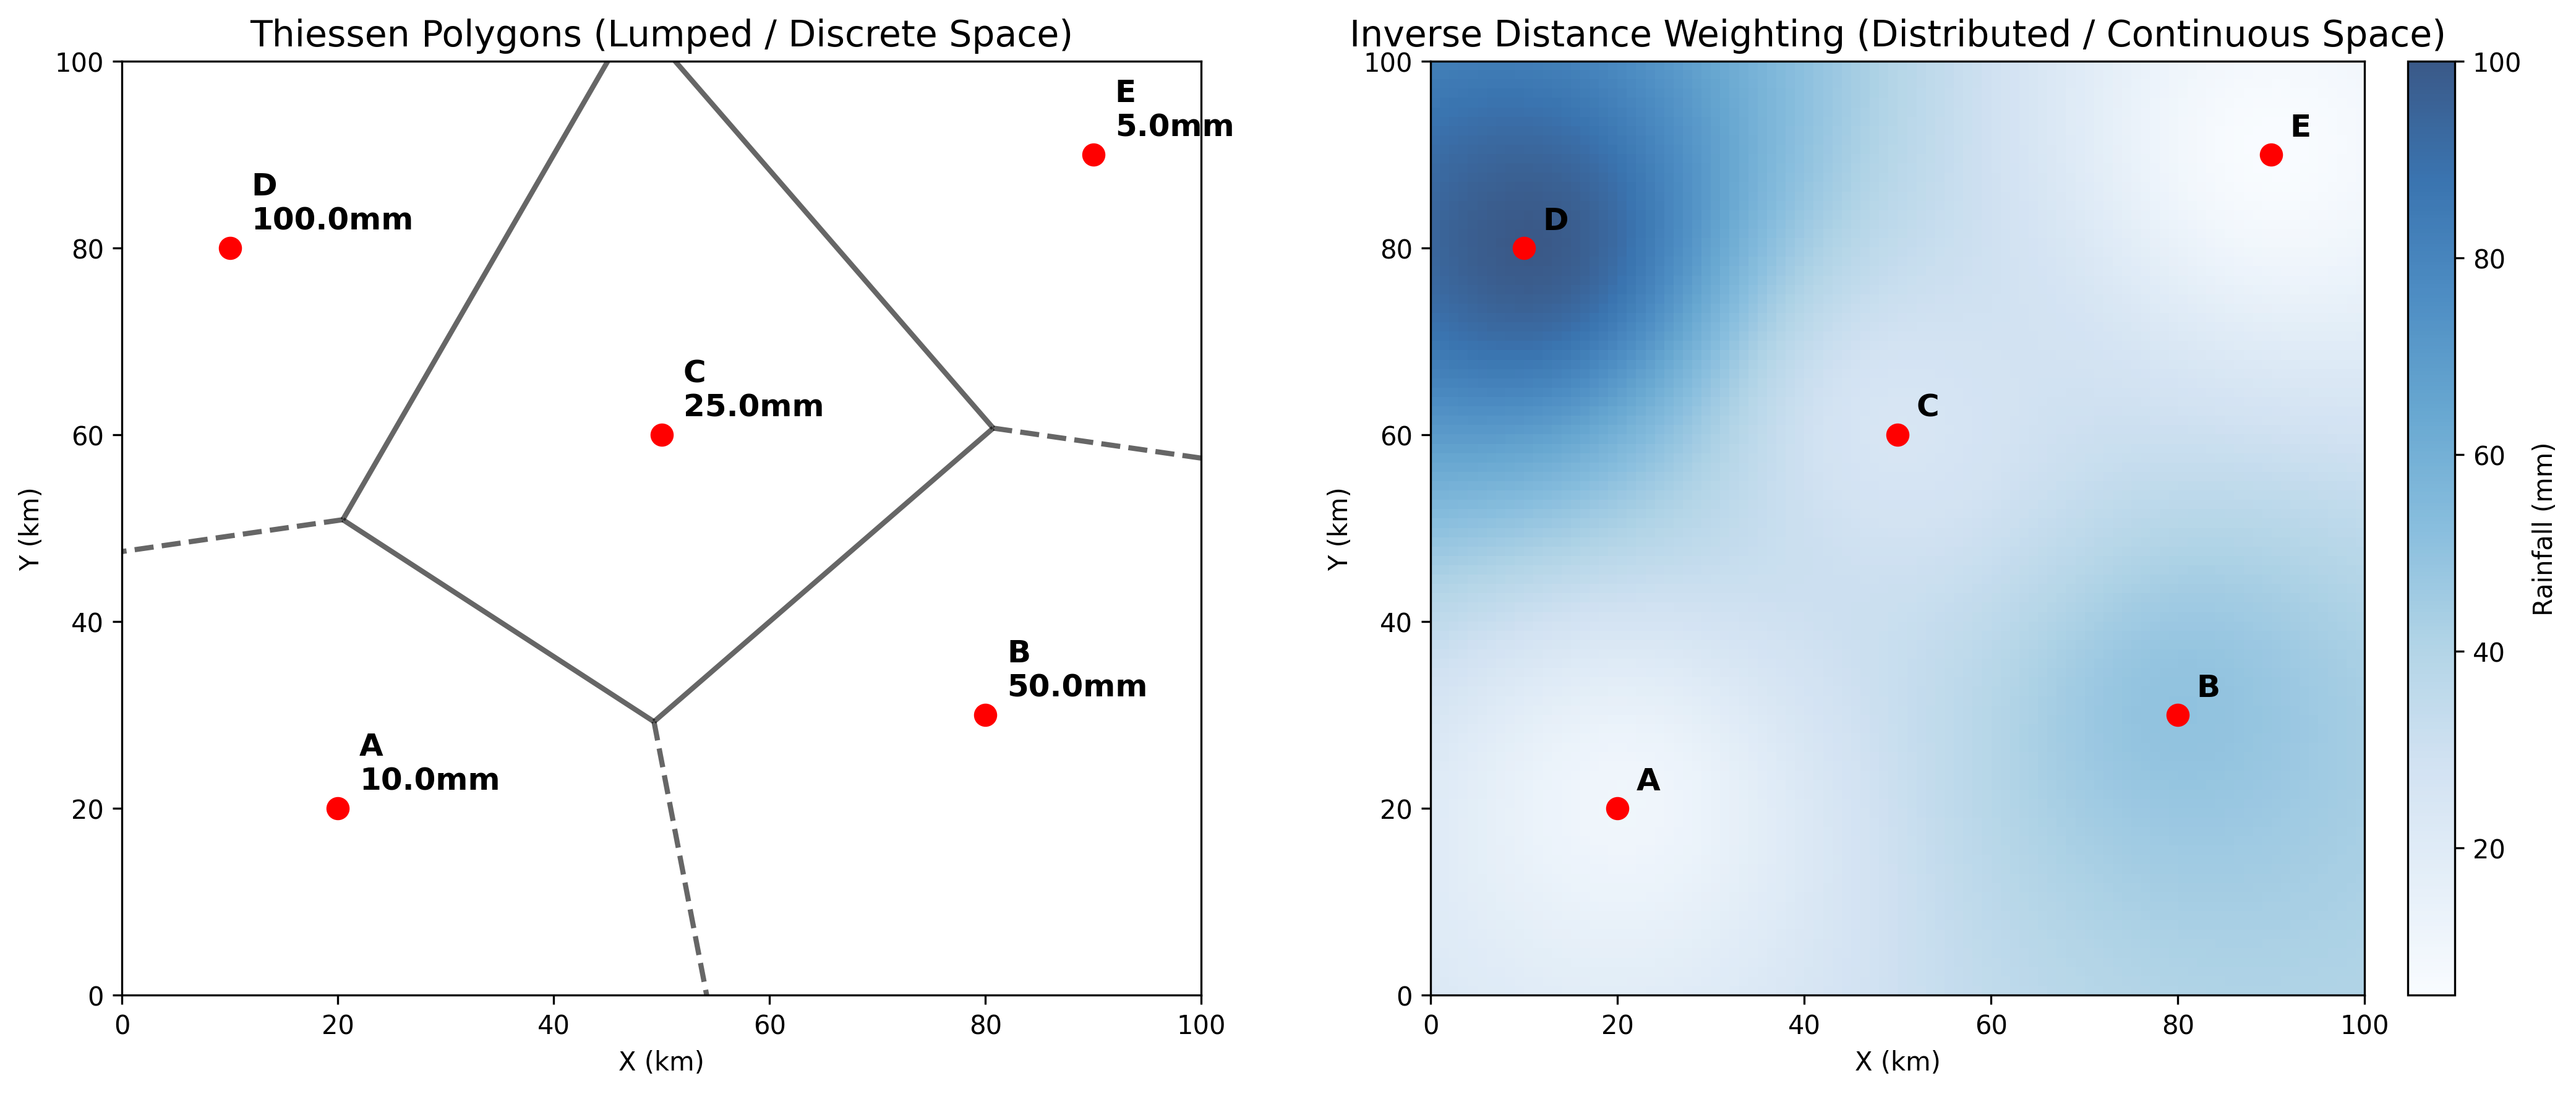 Thiessen Polygons (Lumped / Discrete Space)
100
80
60
40
20
0
Y (km)
E
5.0mm
D
100.0mm
C
25.0mm
B
50.0mm
A
10.0mm
0
20
40
60
80
100
X (km)
Inverse Distance Weighting (Distributed / Continuous Space)
100
80
60
40
20
0
Y (km)
E
D
C
B
A
0
20
40
60
80
100
X (km)
100
80
60
40
20
Rainfall (mm)